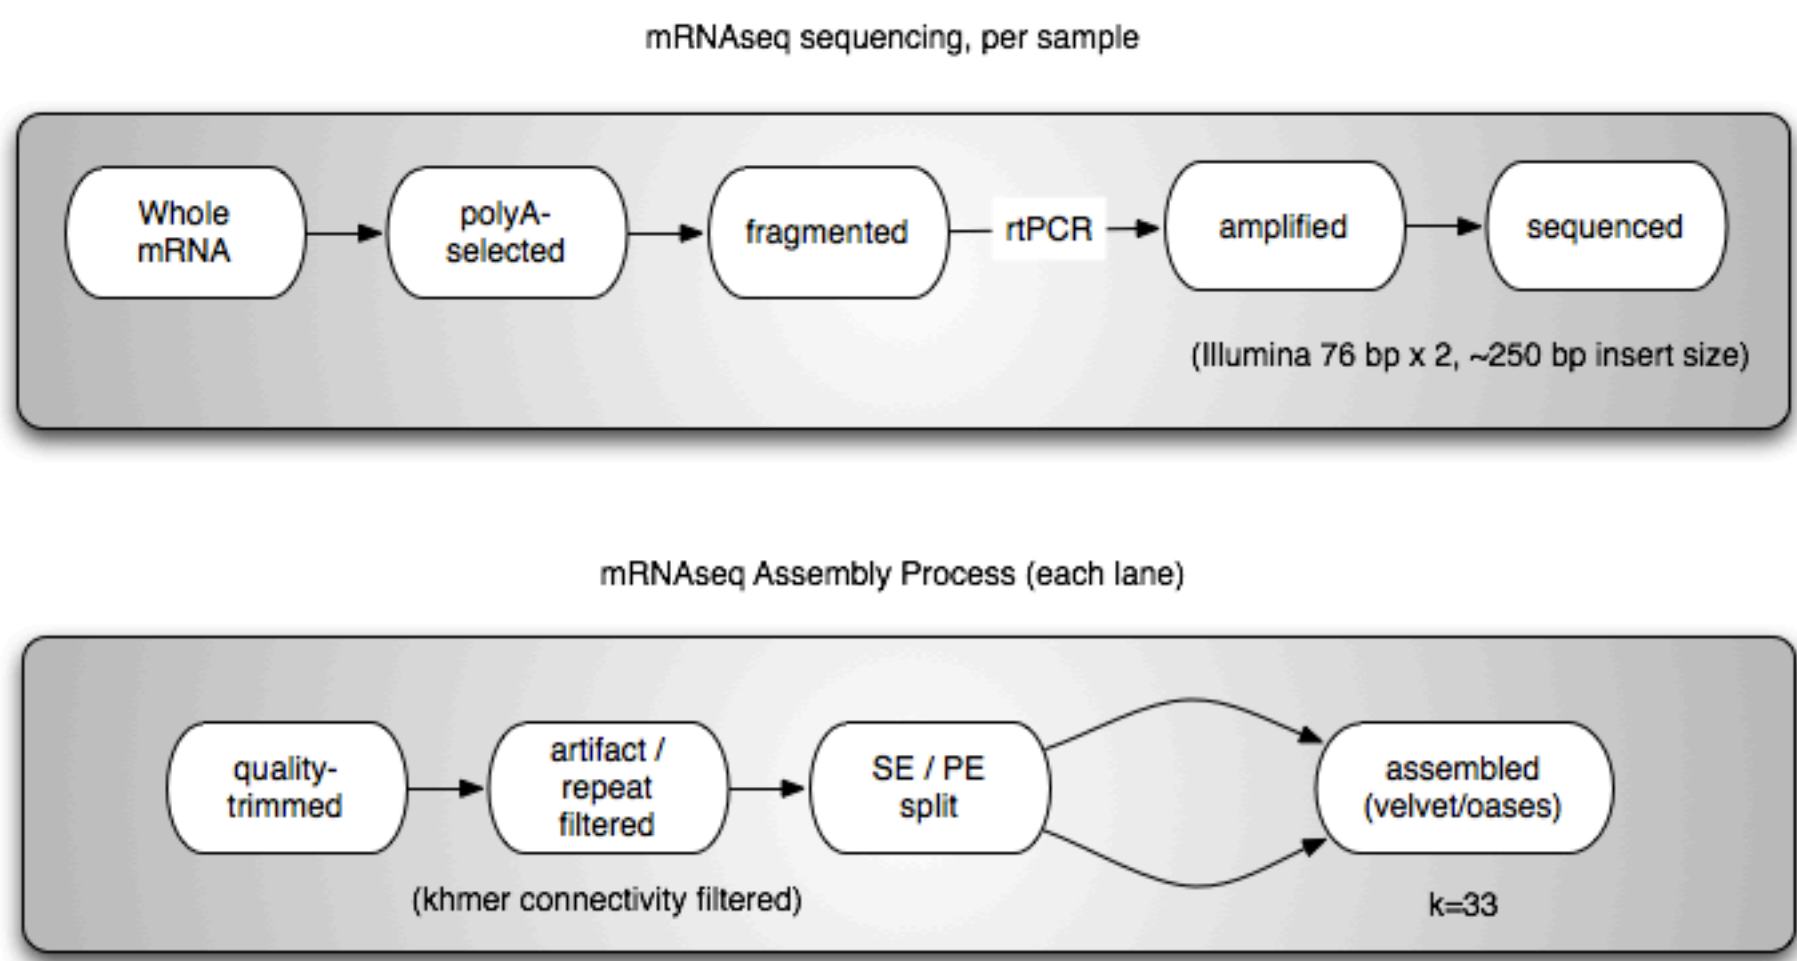 mRNAseq sequencing, per sample
Whole
mRNA
polyA-
selected
fragmented
rtPCR
amplified
sequenced
(Illumina 76 bp x 2, ~250 bp insert size)
mRNAseq Assembly Process (each lane)
quality-
trimmed
artifact /
repeat
filtered
SE / PE
split
assembled
(velvet/oases)
(khmer connectivity filtered)
k=33